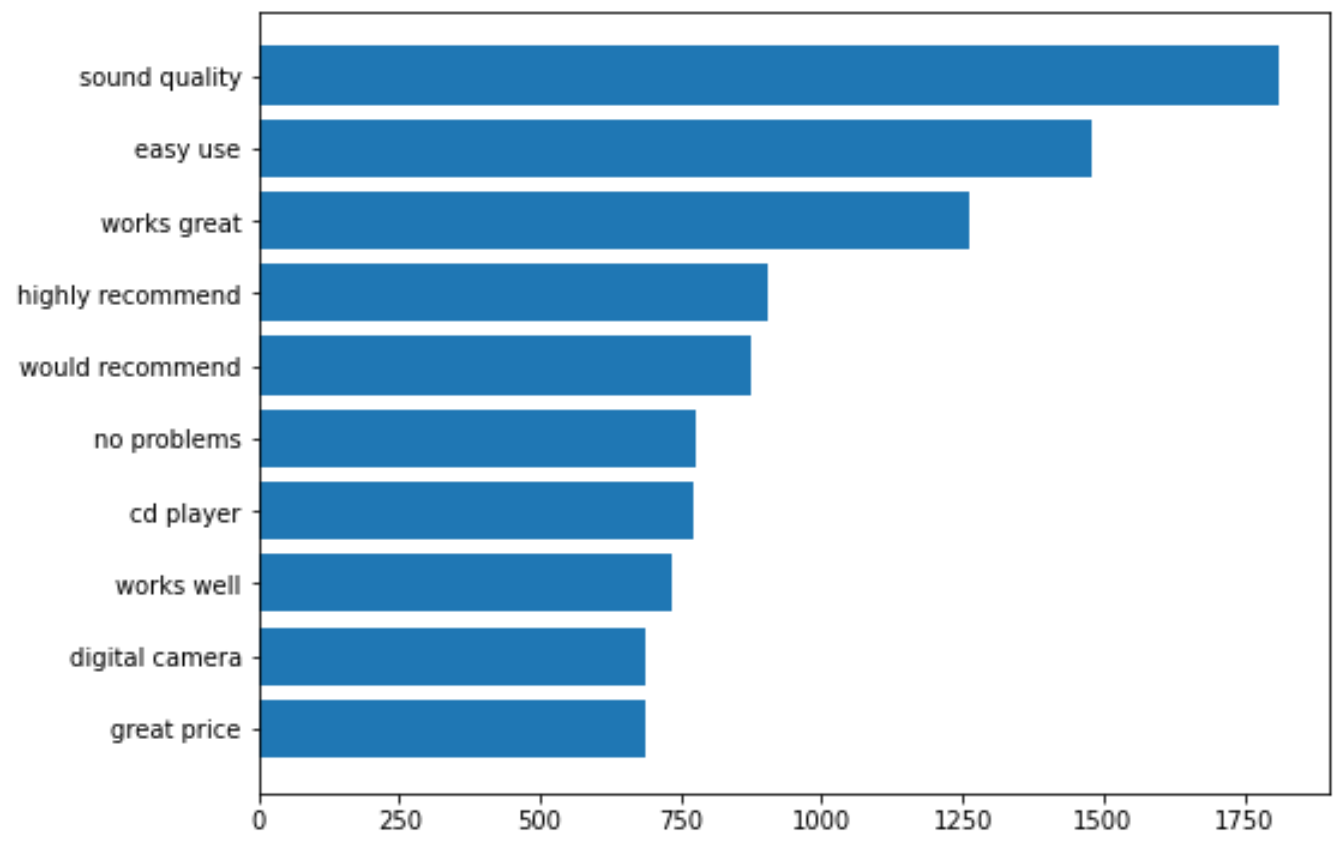 sound quality
easy use
works great
highly recommend
would recommend
no problems
cd player
works well
digital camera
great price
0 250 500 750 1000 1250 1500 1750